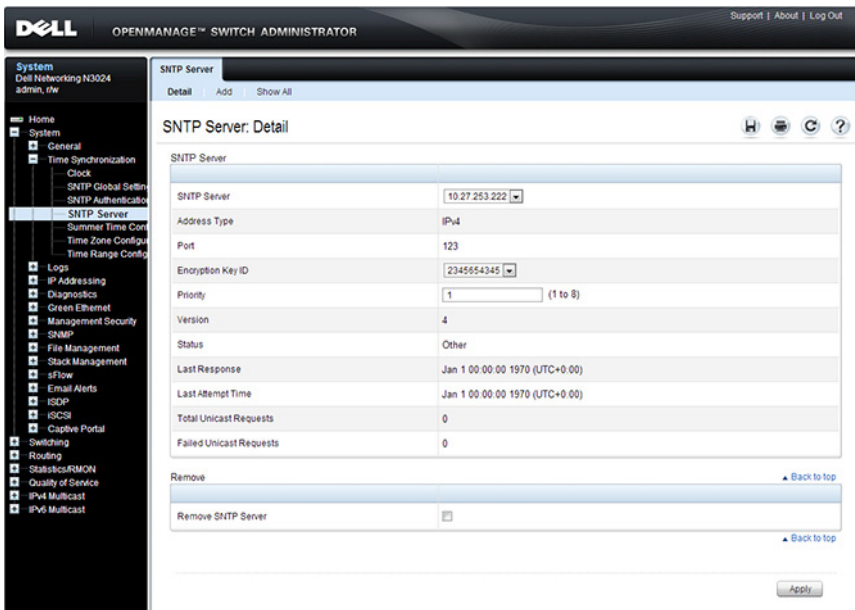 Support | About | Log Out
DELL OPENMANAGE™ SWITCH ADMINISTRATOR
System
Dell Networking N3024
admin, r/w
Home
System
General
Time Synchronization
Clock
SNTP Global Settin
SNTP Authenticatio
SNTP Server
Summer Time Con
Time Zone Configu
Time Range Config
Logs
IP Addressing
Diagnostics
Green Ethernet
Management Security
SNMP
File Management
Stack Management
sFlow
Email Alerts
ISDP
iSCSI
Captive Portal
Switching
Routing
Statistics/RMON
Quality of Service
IPv4 Multicast
IPv6 Multicast
SNTP Server
Detail Add Show All
SNTP Server: Detail
SNTP Server
SNTP Server 10.27.253.222
Address Type IPv4
Port 123
Encryption Key ID 2345654345
Priority 1 (1 to 8)
Version 4
Status Other
Last Response Jan 1 00:00:00 1970 (UTC+0:00)
Last Attempt Time Jan 1 00:00:00 1970 (UTC+0:00)
Total Unicast Requests 0
Failed Unicast Requests 0
Remove Back to top
Remove SNTP Server
Back to top
Apply